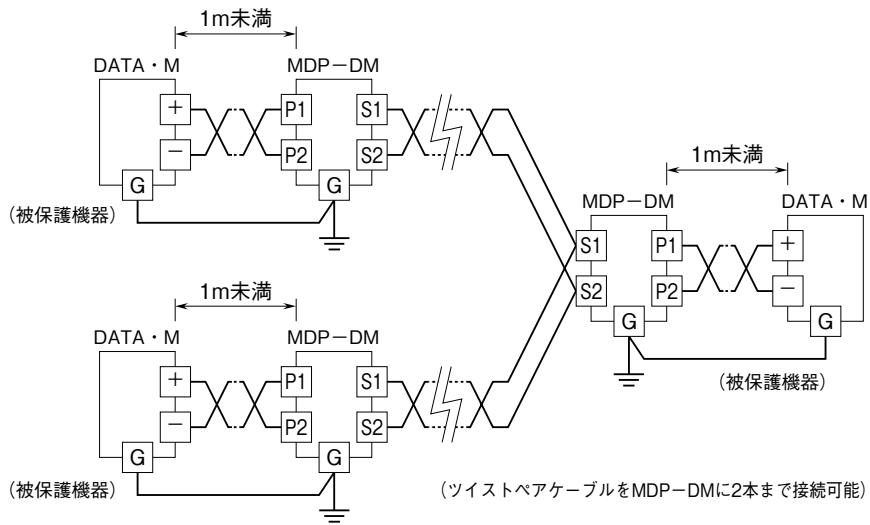 1m未満
DATA・M
MDP－DM
+
P1
S1
－
P2
S2
G
G
(被保護機器)
1m未満
MDP－DM
DATA・M
S1
P1
+
S2
P2
－
G
G
(被保護機器)
1m未満
DATA・M
MDP－DM
+
P1
S1
－
P2
S2
G
G
(被保護機器)
(ツイストペアケーブルをMDP－DMに2本まで接続可能)